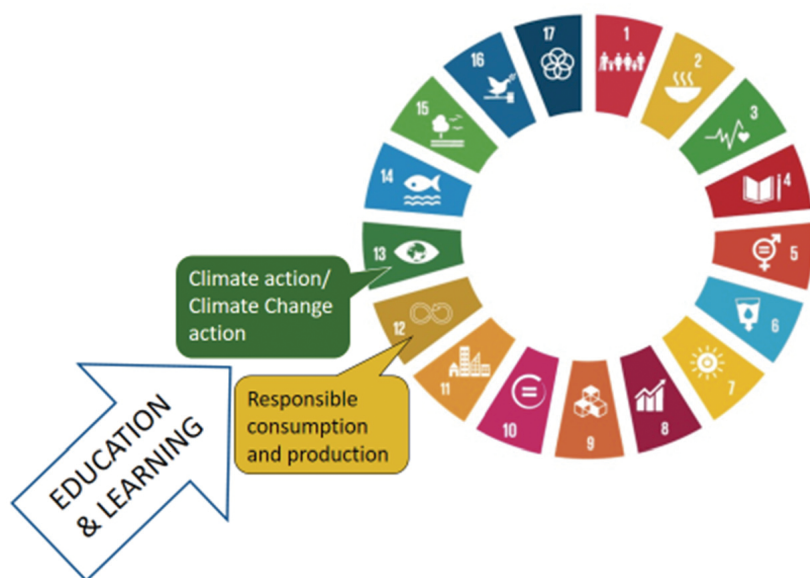 17
1
2
3
4
5
6
7
8
9
10
11
12
13
14
15
16
Climate action/
Climate Change
action
Responsible
consumption
and production
EDUCATION
& LEARNING